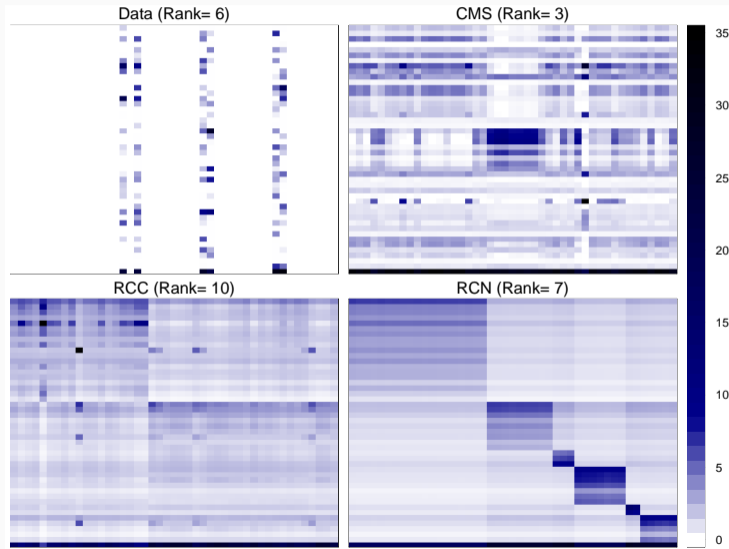 Data (Rank= 6)
CMS (Rank= 3)
RCC (Rank= 10)
RCN (Rank= 7)
35
30
25
20
15
10
5
0